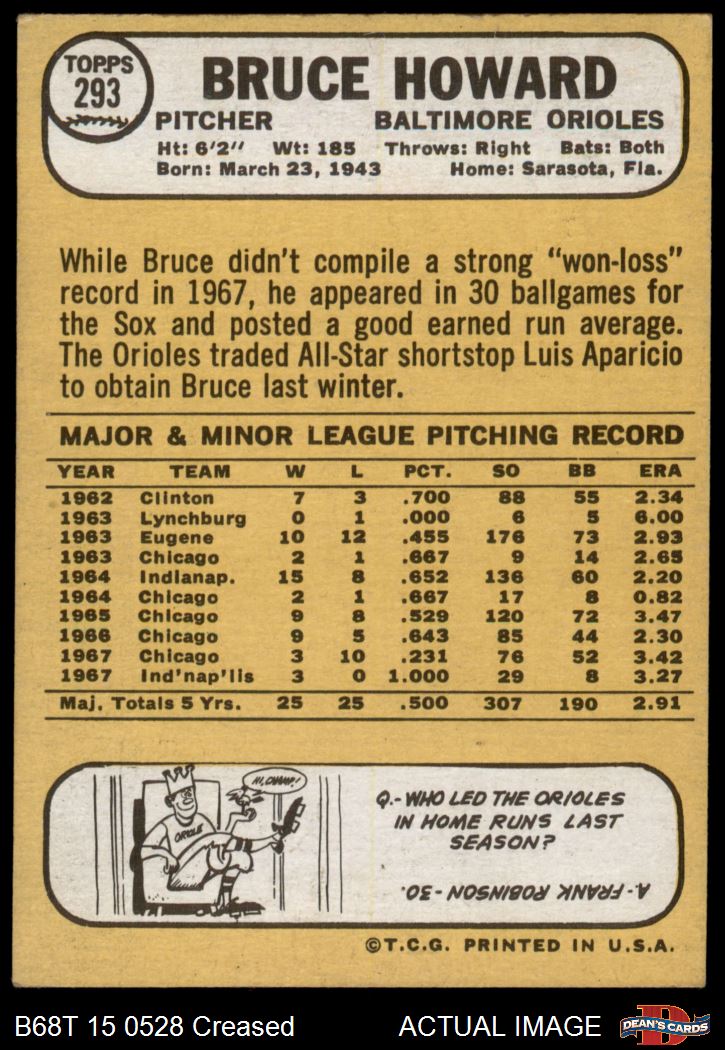 TOPPS
293
BRUCE HOWARD
PITCHER BALTIMORE ORIOLES
Ht: 6'2" Wt: 185 Throws: Right Bats: Both
Born: March 23, 1943 Home: Sarasota, Fla.
While Bruce didn't compile a strong "won-loss"
record in 1967, he appeared in 30 ballgames for
the Sox and posted a good earned run average.
The Orioles traded All-Star shortstop Luis Aparicio
to obtain Bruce last winter.
MAJOR & MINOR LEAGUE PITCHING RECORD
YEAR TEAM W L PCT. SO BB ERA
1962 Clinton 7 3 .700 88 55 2.34
1963 Lynchburg 0 1 .000 6 5 6.00
1963 Eugene 10 12 .455 176 73 2.93
1963 Chicago 2 1 .667 9 14 2.65
1964 Indianap. 15 8 .652 136 60 2.20
1964 Chicago 2 1 .667 17 8 0.82
1965 Chicago 9 8 .529 120 72 3.47
1966 Chicago 9 5 .643 85 44 2.30
1967 Chicago 3 10 .231 76 52 3.42
1967 Ind'nap'lis 3 0 1.000 29 8 3.27
Maj. Totals 5 Yrs. 25 25 .500 307 190 2.91
HI, CHAMP!
ORIOLE
Q.- WHO LED THE ORIOLES
IN HOME RUNS LAST
SEASON?
A.- FRANK ROBINSON - 30.
©T.C.G. PRINTED IN U.S.A.
B68T 15 0528 Creased ACTUAL IMAGE
D
DEAN'S CARDS